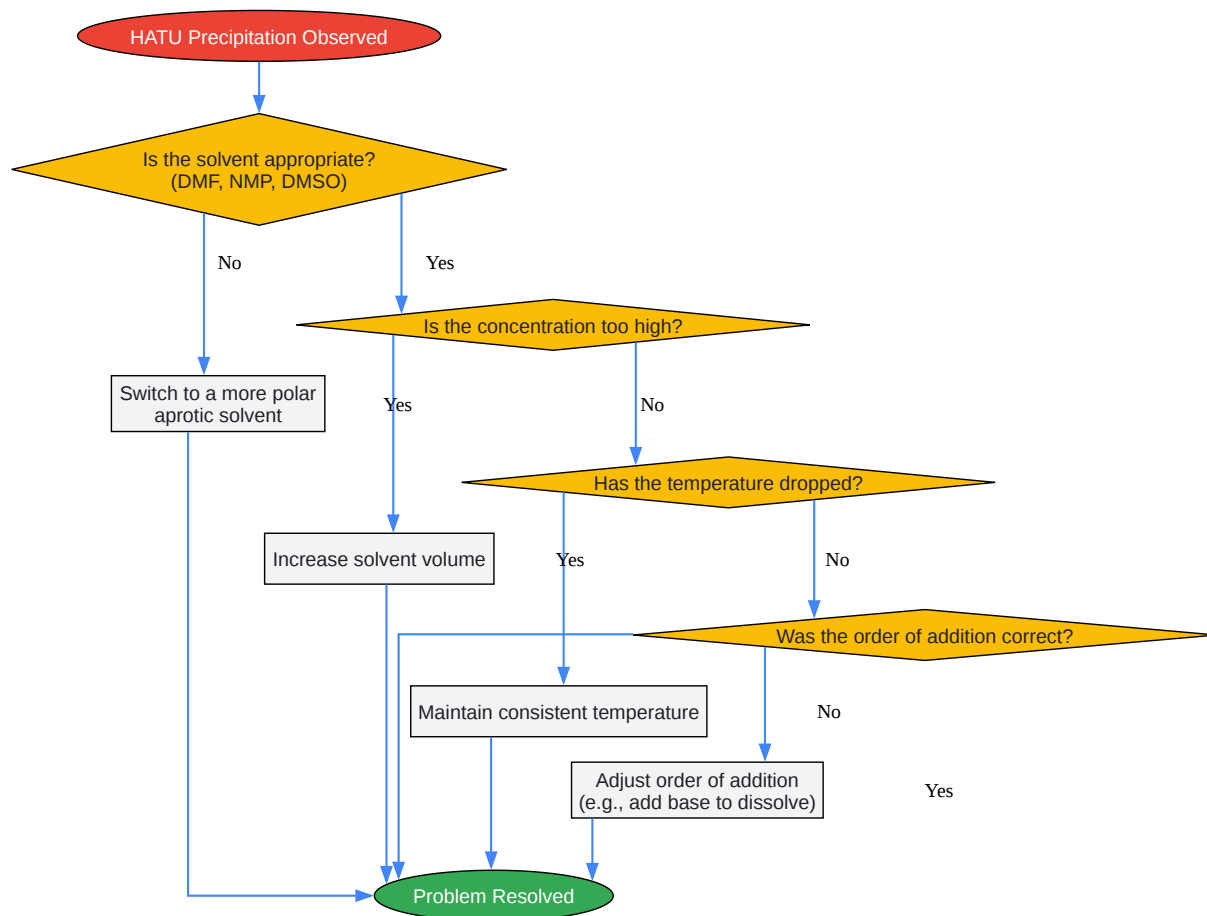 HATU Precipitation Observed
Is the solvent appropriate?
(DMF, NMP, DMSO)
No
Yes
Is the concentration too high?
Switch to a more polar
aprotic solvent
Yes
No
Has the temperature dropped?
Increase solvent volume
Yes
No
Was the order of addition correct?
Maintain consistent temperature
No
Adjust order of addition
(e.g., add base to dissolve)
Yes
Problem Resolved